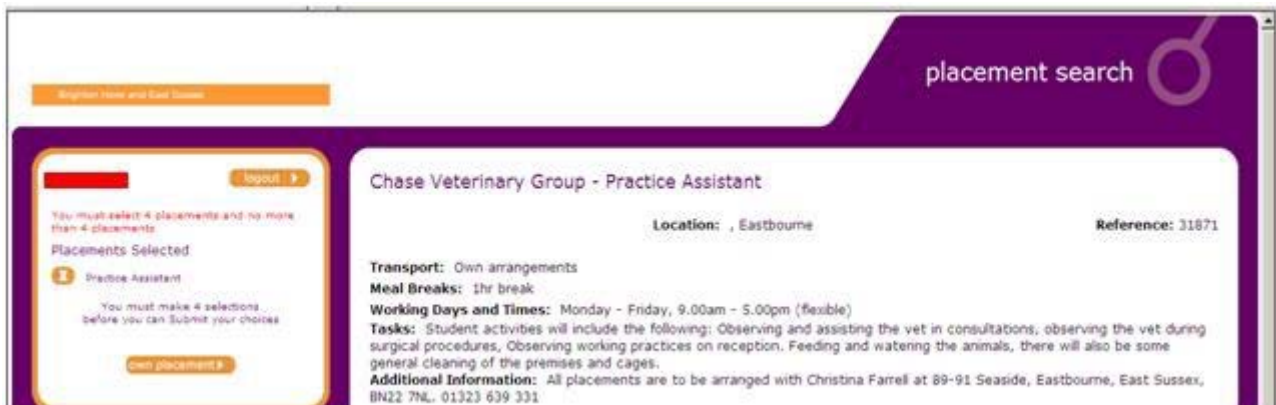 placement search
Brighton Hove and East Sussex
logout
You must select 4 placements and no more
than 4 placements
Placements Selected
Practice Assistant
You must make 4 selections
before you can Submit your choices
own placement
Chase Veterinary Group - Practice Assistant
Location: , Eastbourne
Reference: 31871
Transport: Own arrangements
Meal Breaks: 1hr break
Working Days and Times: Monday - Friday, 9.00am - 5.00pm (flexible)
Tasks: Student activities will include the following: Observing and assisting the vet in consultations, observing the vet during
surgical procedures, Observing working practices on reception. Feeding and watering the animals, there will also be some
general cleaning of the premises and cages.
Additional Information: All placements are to be arranged with Christina Farrell at 89-91 Seaside, Eastbourne, East Sussex,
BN22 7NL. 01323 639 331